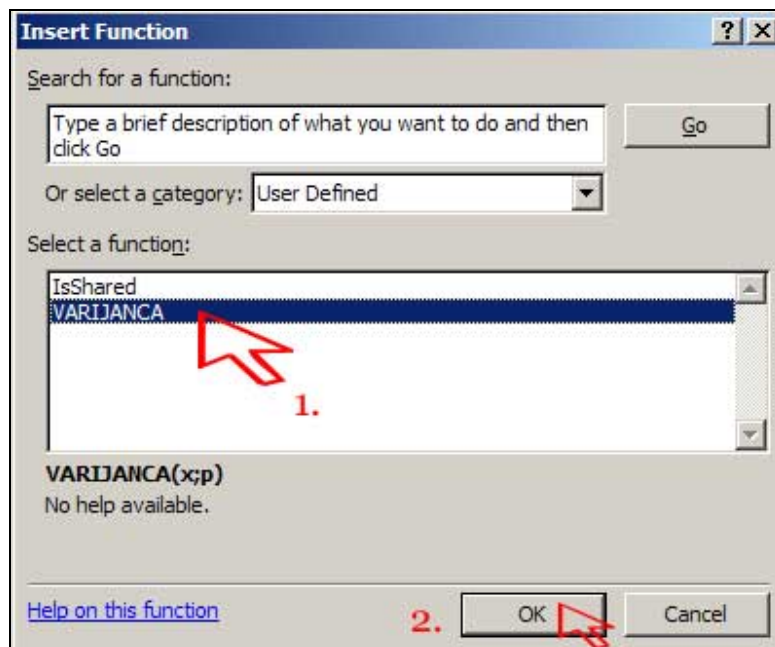 Insert Function
Search for a function:
Type a brief description of what you want to do and then
click Go
Go
Or select a category: User Defined
Select a function:
IsShared
VARIJANCA
1.
VARIJANCA(x;p)
No help available.
Help on this function
2.
OK
Cancel